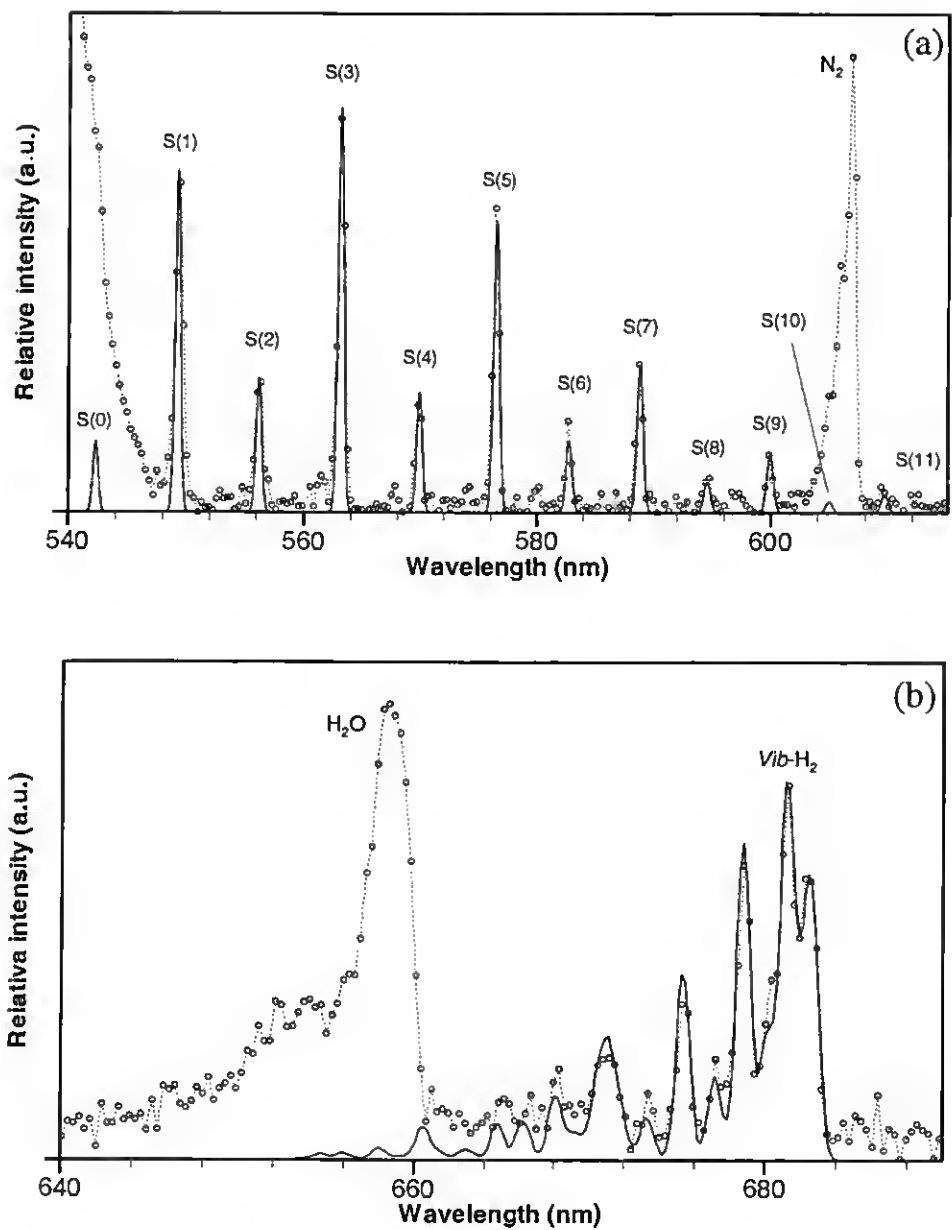 (a)
S(3)
N₂
S(1)
S(5)
S(10)
S(7)
S(2)
S(4)
S(6)
S(0)
S(9)
S(8)
S(11)
Relative intensity (a.u.)
540 560 580 600
Wavelength (nm)
(b)
H₂O
Vib-H₂
Relativa intensity (a.u.)
640 660 680
Wavelength (nm)